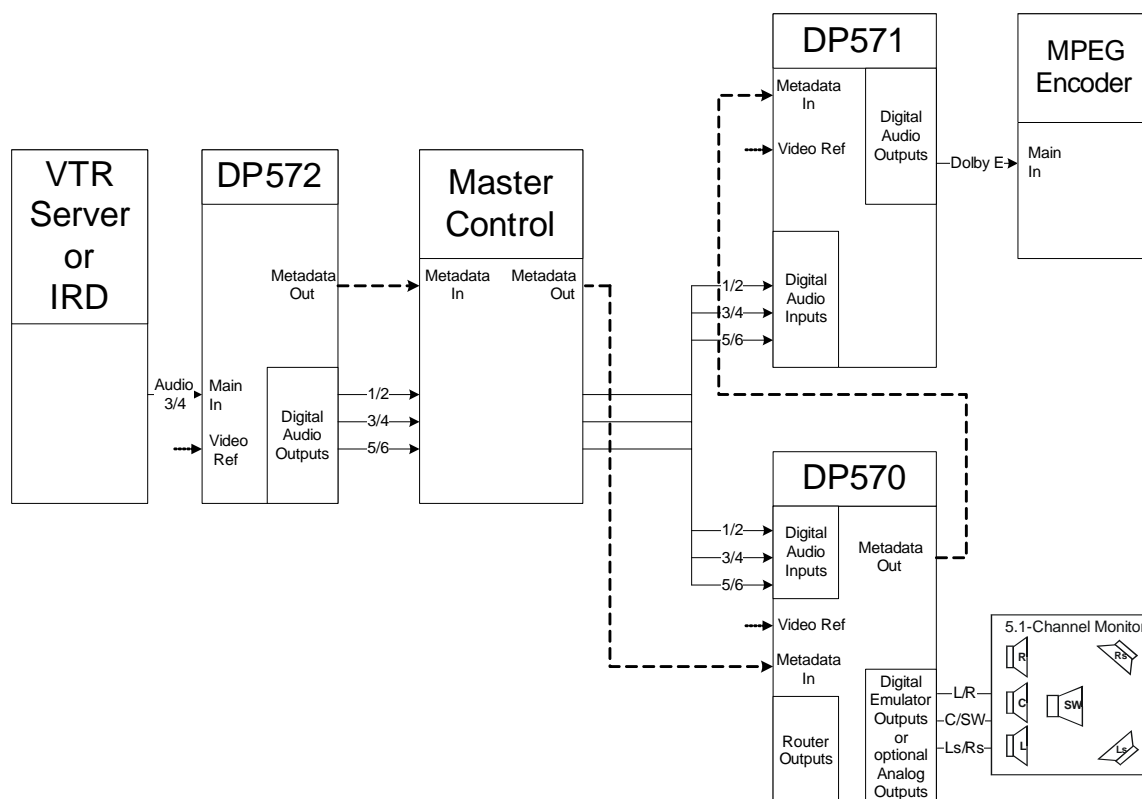 VTR
Server
or
IRD
Audio
3/4
DP572
Metadata
Out
Main
In
Video
Ref
Digital
Audio
Outputs
1/2
3/4
5/6
Master
Control
Metadata
In
Metadata
Out
DP571
Metadata
In
Video Ref
Digital
Audio
Outputs
1/2
3/4
5/6
Digital
Audio
Inputs
Dolby E
MPEG
Encoder
Main
In
DP570
1/2
3/4
5/6
Digital
Audio
Inputs
Metadata
Out
Video Ref
Metadata
In
Router
Outputs
Digital
Emulator
Outputs
or
optional
Analog
Outputs
L/R
C/SW
Ls/Rs
5.1-Channel Monitor
R
Rs
C
SW
L
Ls